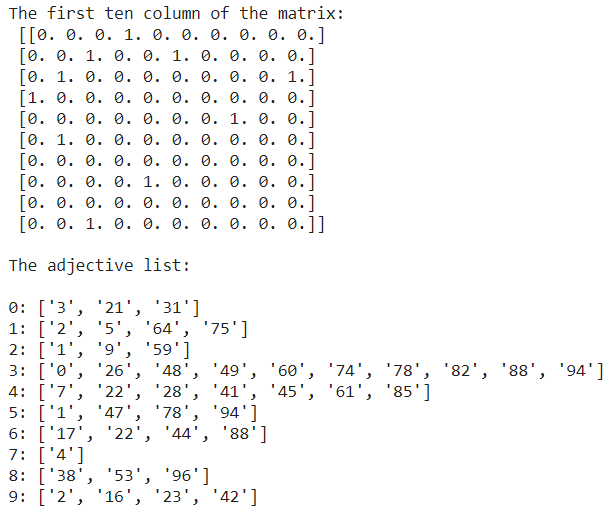 The first ten column of the matrix:
[[0. 0. 0. 1. 0. 0. 0. 0. 0. 0.]
[0. 0. 1. 0. 0. 1. 0. 0. 0. 0.]
[0. 1. 0. 0. 0. 0. 0. 0. 0. 1.]
[1. 0. 0. 0. 0. 0. 0. 0. 0. 0.]
[0. 0. 0. 0. 0. 0. 0. 1. 0. 0.]
[0. 1. 0. 0. 0. 0. 0. 0. 0. 0.]
[0. 0. 0. 0. 0. 0. 0. 0. 0. 0.]
[0. 0. 0. 0. 1. 0. 0. 0. 0. 0.]
[0. 0. 0. 0. 0. 0. 0. 0. 0. 0.]
[0. 0. 1. 0. 0. 0. 0. 0. 0. 0.]]
The adjective list:
0: ['3', '21', '31']
1: ['2', '5', '64', '75']
2: ['1', '9', '59']
3: ['0', '26', '48', '49', '60', '74', '78', '82', '88', '94']
4: ['7', '22', '28', '41', '45', '61', '85']
5: ['1', '47', '78', '94']
6: ['17', '22', '44', '88']
7: ['4']
8: ['38', '53', '96']
9: ['2', '16', '23', '42']